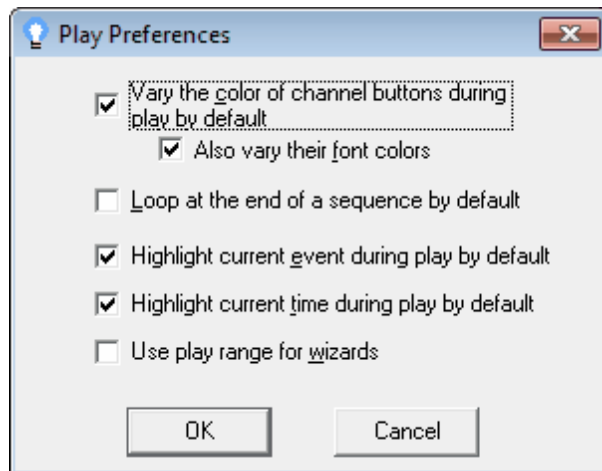 Play Preferences
Vary the color of channel buttons during
play by default
Also vary their font colors
Loop at the end of a sequence by default
Highlight current event during play by default
Highlight current time during play by default
Use play range for wizards
OK
Cancel